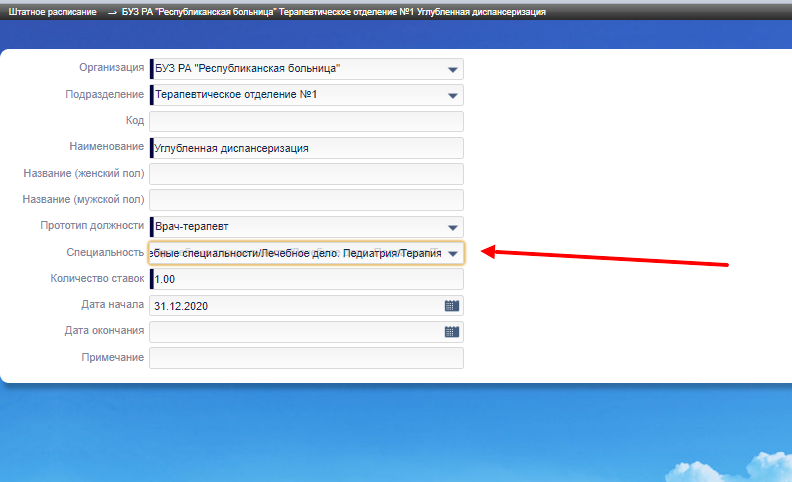 Штатное расписание → БУЗ РА "Республиканская больница" Терапевтическое отделение №1 Углубленная диспансеризация
Организация БУЗ РА "Республиканская больница"
Подразделение Терапевтическое отделение №1
Код
Наименование Углубленная диспансеризация
Название (женский пол)
Название (мужской пол)
Прототип должности Врач-терапевт
Специальность ебные специальности/Лечебное дело. Педиатрия/Терапия
Количество ставок 1.00
Дата начала 31.12.2020
Дата окончания
Примечание